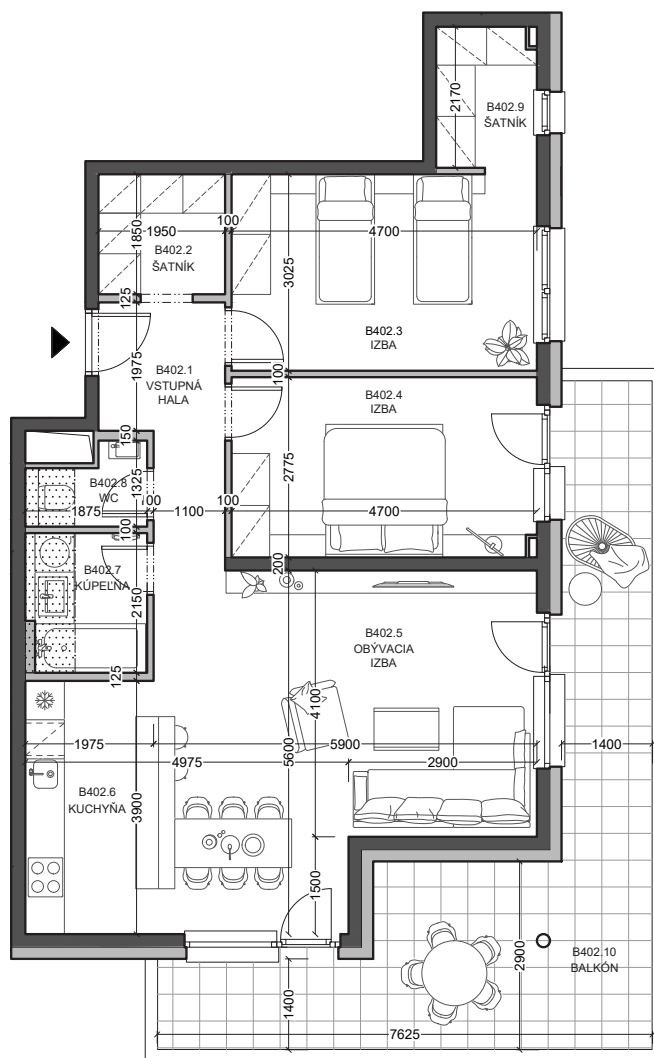 2170
B402.9
ŠATNÍK
1950
1850
100
4700
B402.2
ŠATNÍK
3025
125
B402.3
IZBA
1975
B402.1
VSTUPNÁ
HALA
100
B402.4
IZBA
150
1325
B402.8
WC
2775
1875
100
1100
100
4700
100
B402.7
KÚPEĽŇA
200
2150
B402.5
OBÝVACIA
IZBA
125
4100
1975
5900
1400
5600
4975
2900
B402.6
KUCHYŇA
3900
1500
2900
B402.10
BALKÓN
1400
7625